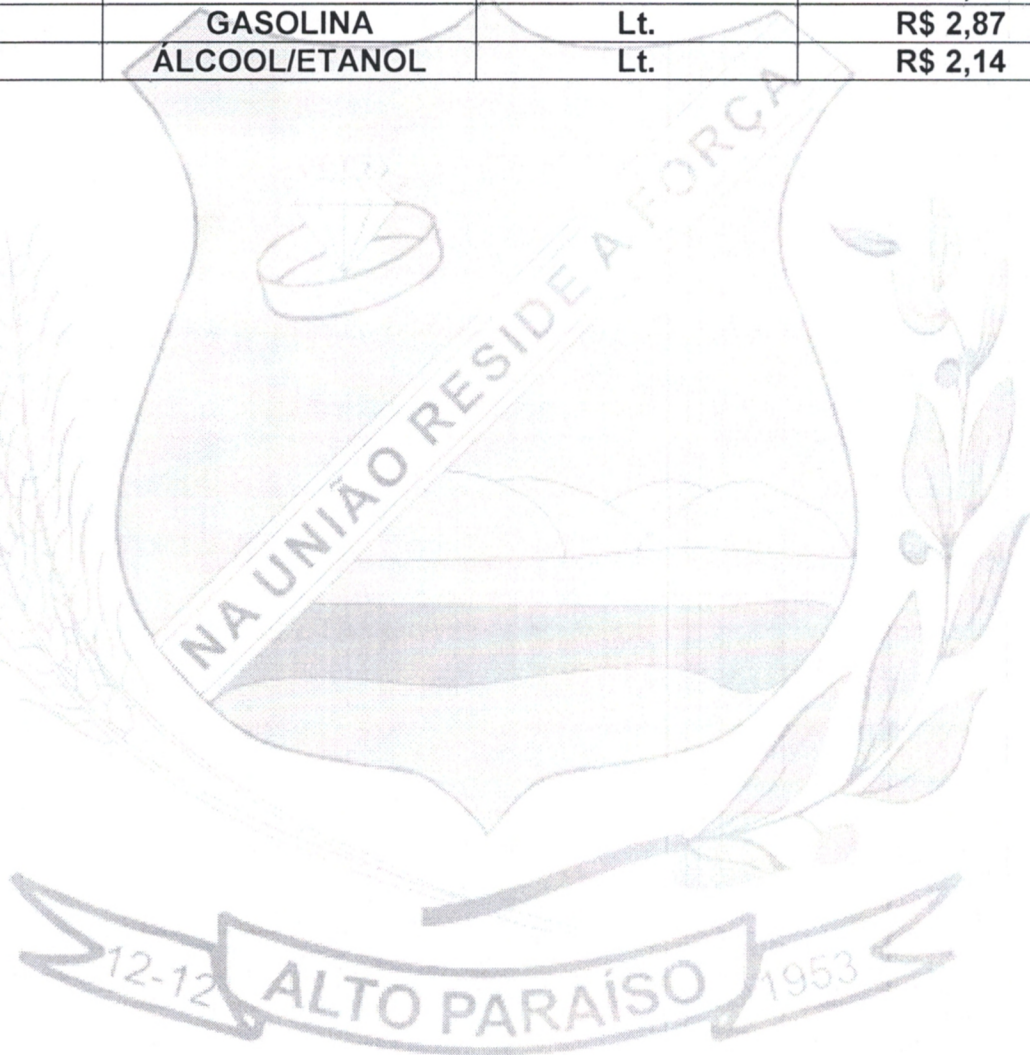 GASOLINA Lt. R$ 2,87
ÁLCOOL/ETANOL Lt. R$ 2,14
NA UNIÃO RESIDE A FORÇA
12-12 ALTO PARAÍSO 1953